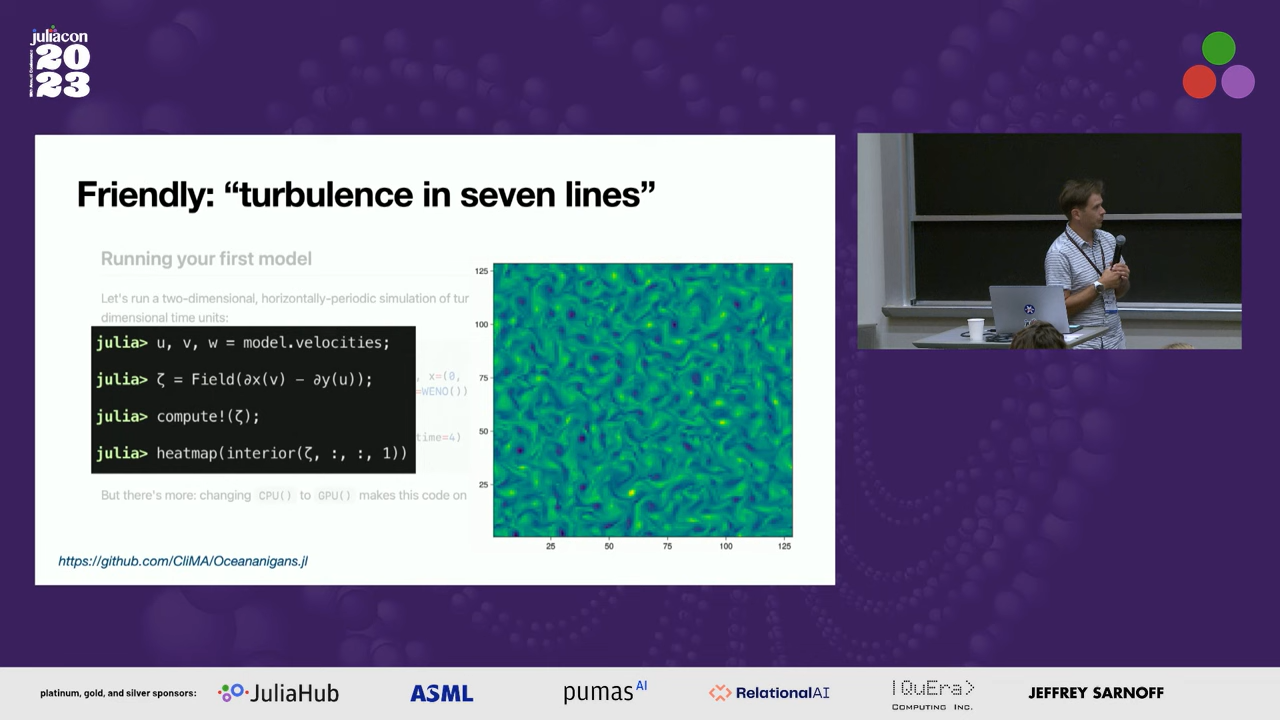 juliacon
20
23
Friendly: “turbulence in seven lines”
Running your first model
Let's run a two-dimensional, horizontally-periodic simulation of tur
dimensional time units:
julia> u, v, w = model.velocities;
julia> ζ = Field(∂x(v) − ∂y(u));
julia> compute!(ζ);
julia> heatmap(interior(ζ, :, :, 1))
, x=(0,
=WENO())
time=4)
But there's more: changing CPU() to GPU() makes this code on
125
100
75
50
25
25 50 75 100 125
https://github.com/CliMA/Oceananigans.jl
platinum, gold, and silver sponsors:
JuliaHub
ASML
pumas AI
RelationalAI
|QuEra>
COMPUTING INC.
JEFFREY SARNOFF